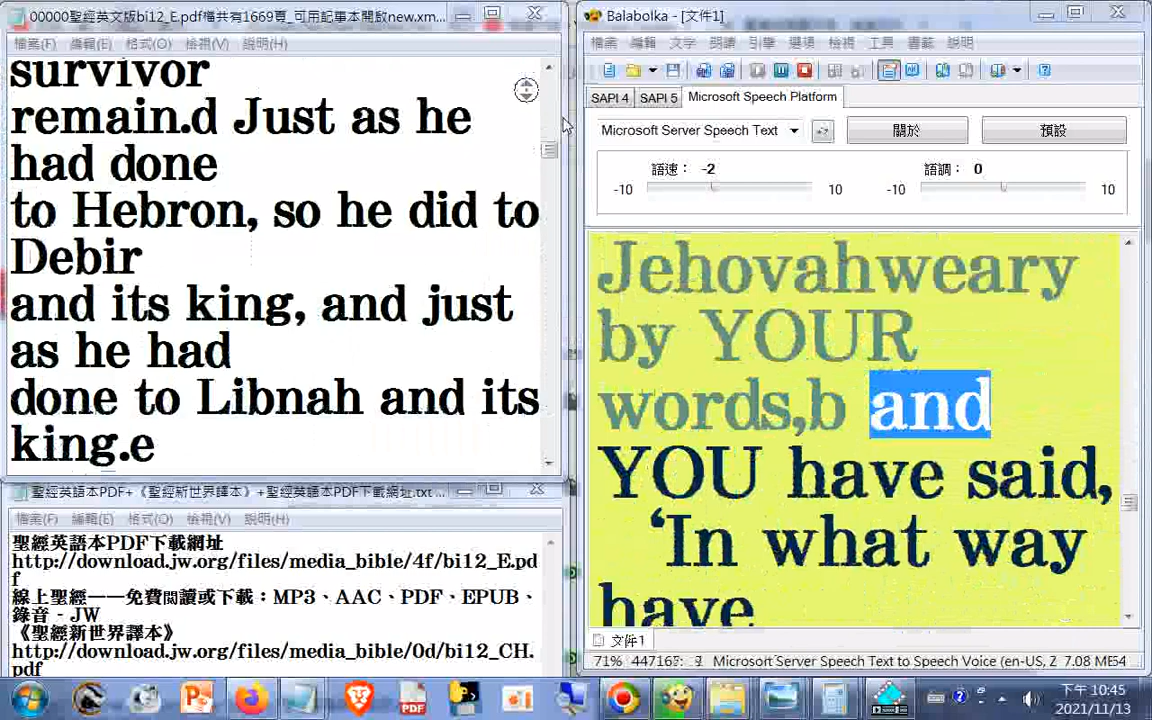 00000聖經英文版bi12_E.pdf檔共有1669頁_可用記事本開啟new.xm...
檔案(F) 編輯(E) 格式(O) 檢視(V) 說明(H)
survivor
remain.d Just as he
had done
to Hebron, so he did to
Debir
and its king, and just
as he had
done to Libnah and its
king.e
聖經英語本PDF+《聖經新世界譯本》+聖經英語本PDF下載網址.txt ...
檔案(F) 編輯(E) 格式(O) 檢視(V) 說明(H)
聖經英語本PDF下載網址
http://download.jw.org/files/media_bible/4f/bi12_E.pd
f
線上聖經——免費閱讀或下載：MP3、AAC、PDF、EPUB、
錄音 - JW
《聖經新世界譯本》
http://download.jw.org/files/media_bible/0d/bi12_CH.
pdf
Balabolka - [文件1]
檔案 編輯 文字 朗讀 引擎 選項 檢視 工具 書籤 說明
SAPI 4 SAPI 5 Microsoft Speech Platform
Microsoft Server Speech Text 關於 預設
語速： -2 語調： 0
-10 10 -10 10
Jehovahweary
by YOUR
words,b and
YOU have said,
‘In what way
have
文件1
71% 447167: Microsoft Server Speech Text to Speech Voice (en-US, Z 7.08 ME54
下午 10:45
2021/11/13